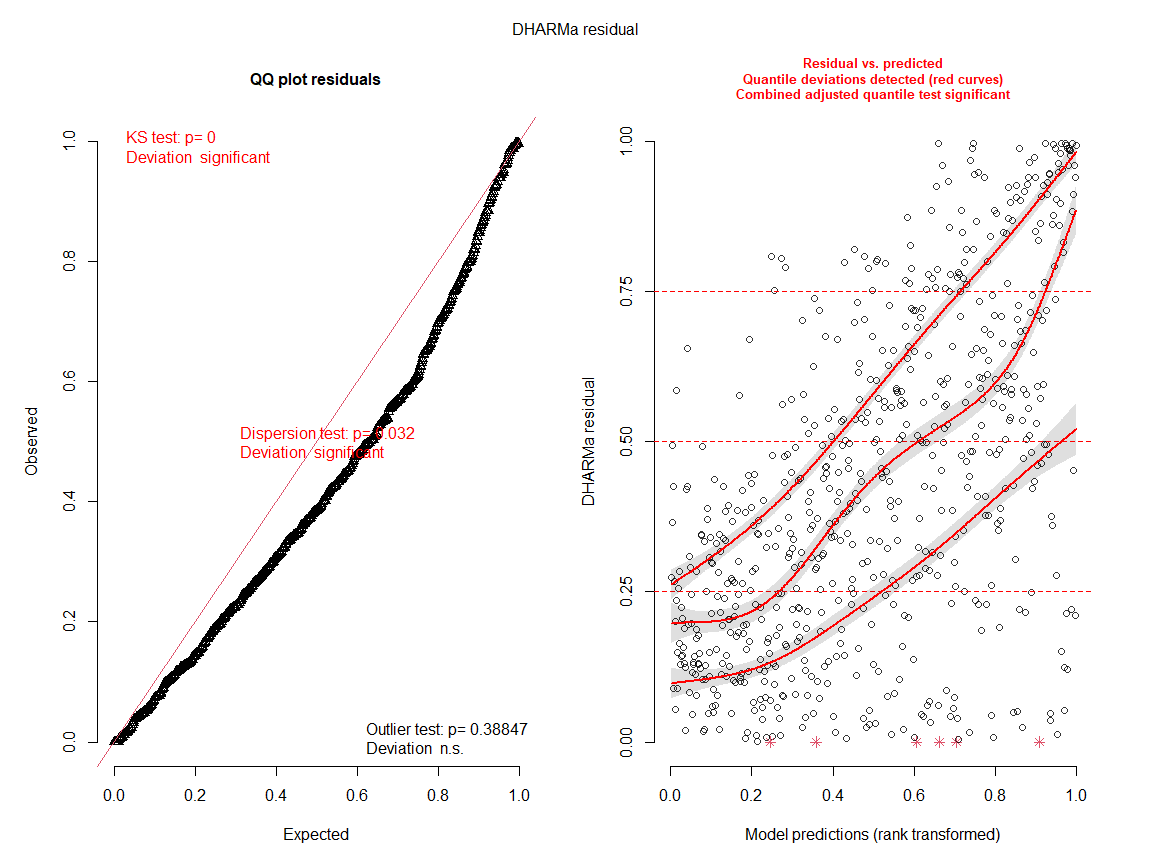 DHARMa residual
QQ plot residuals
KS test: p= 0
Deviation significant
Dispersion test: p= 0.032
Deviation significant
Outlier test: p= 0.38847
Deviation n.s.
Observed
0.0
0.2
0.4
0.6
0.8
1.0
0.0 0.2 0.4 0.6 0.8 1.0
Expected
Residual vs. predicted
Quantile deviations detected (red curves)
Combined adjusted quantile test significant
DHARMa residual
0.00
0.25
0.50
0.75
1.00
0.0 0.2 0.4 0.6 0.8 1.0
Model predictions (rank transformed)